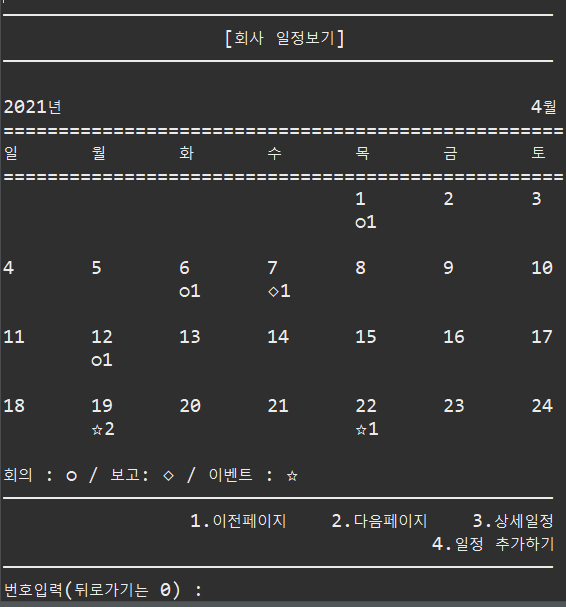 [회사 일정보기]
2021년 4월
===================================================
일 월 화 수 목 금 토
===================================================
1 2 3
○1
4 5 6 7 8 9 10
○1 ◇1
11 12 13 14 15 16 17
○1
18 19 20 21 22 23 24
☆2 ☆1
회의 : ○ / 보고: ◇ / 이벤트 : ☆
1.이전페이지 2.다음페이지 3.상세일정
4.일정 추가하기
번호입력(뒤로가기는 0) :